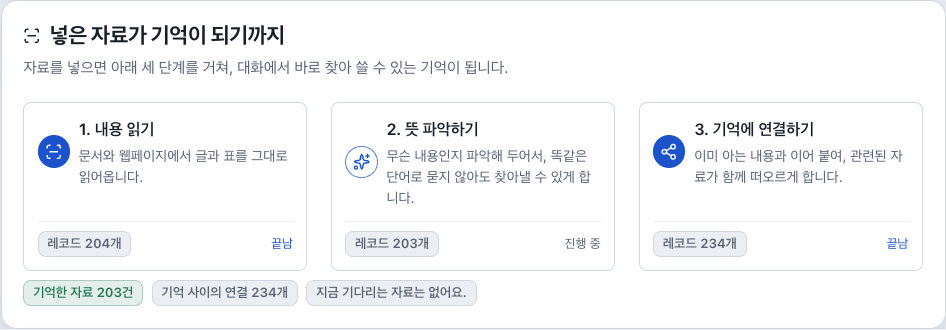 넣은 자료가 기억이 되기까지
자료를 넣으면 아래 세 단계를 거쳐, 대화에서 바로 찾아 쓸 수 있는 기억이 됩니다.
1. 내용 읽기
문서와 웹페이지에서 글과 표를 그대로
읽어옵니다.
레코드 204개
끝남
2. 뜻 파악하기
무슨 내용인지 파악해 두어서, 똑같은
단어로 묻지 않아도 찾아낼 수 있게 합
니다.
레코드 203개
진행 중
3. 기억에 연결하기
이미 아는 내용과 이어 붙여, 관련된 자
료가 함께 떠오르게 합니다.
레코드 234개
끝남
기억한 자료 203건
기억 사이의 연결 234개
지금 기다리는 자료는 없어요.